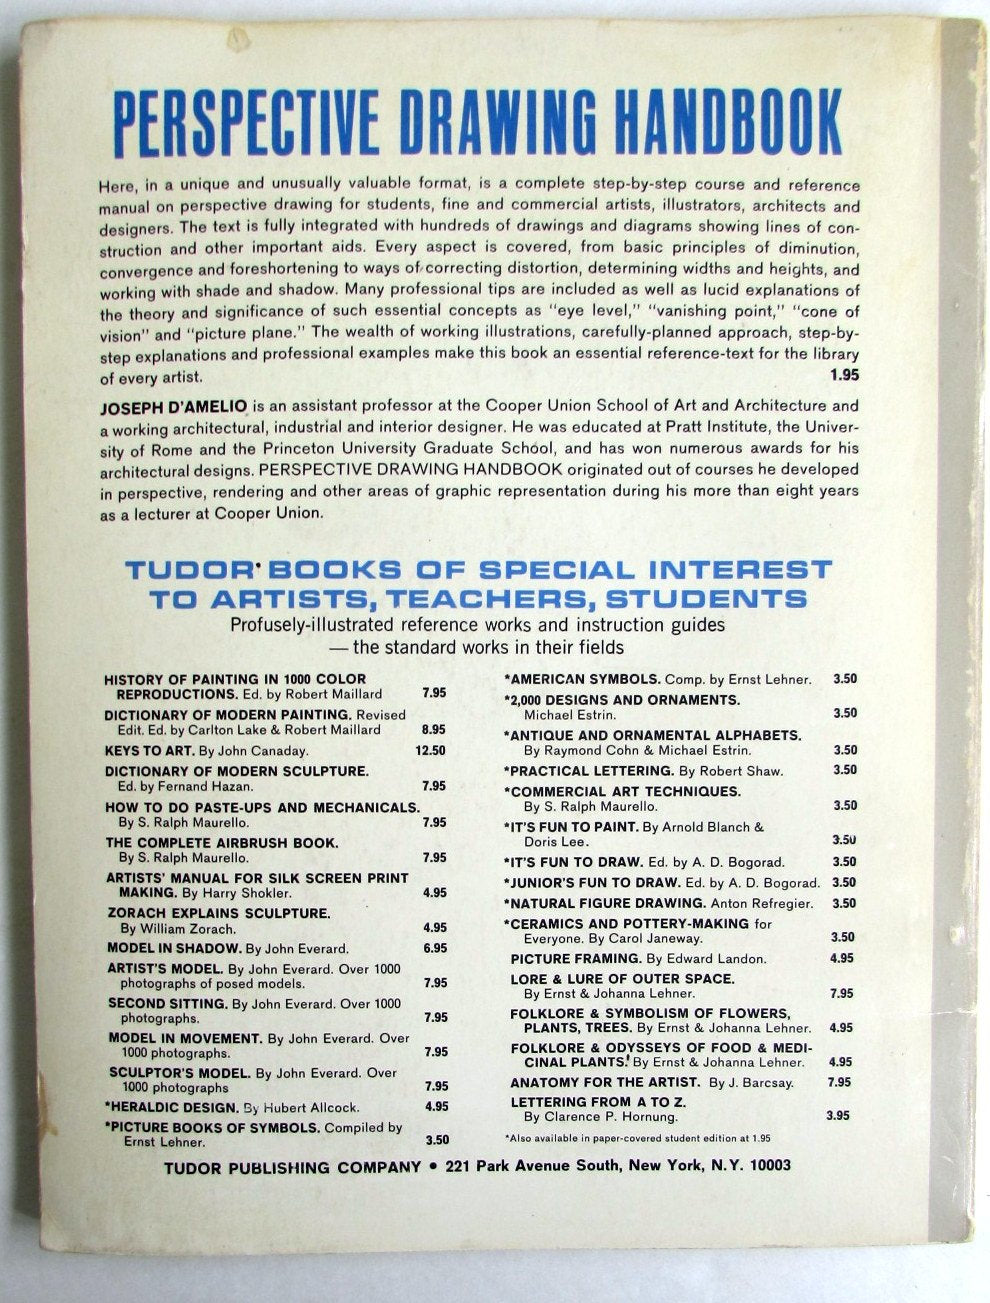 PERSPECTIVE DRAWING HANDBOOK
Here, in a unique and unusually valuable format, is a complete step-by-step course and reference
manual on perspective drawing for students, fine and commercial artists, illustrators, architects and
designers. The text is fully integrated with hundreds of drawings and diagrams showing lines of con-
struction and other important aids. Every aspect is covered, from basic principles of diminution,
convergence and foreshortening to ways of correcting distortion, determining widths and heights, and
working with shade and shadow. Many professional tips are included as well as lucid explanations of
the theory and significance of such essential concepts as "eye level," "vanishing point," "cone of
vision" and "picture plane." The wealth of working illustrations, carefully-planned approach, step-by-
step explanations and professional examples make this book an essential reference-text for the library
of every artist. 1.95
JOSEPH D'AMELIO is an assistant professor at the Cooper Union School of Art and Architecture and
a working architectural, industrial and interior designer. He was educated at Pratt Institute, the Univer-
sity of Rome and the Princeton University Graduate School, and has won numerous awards for his
architectural designs. PERSPECTIVE DRAWING HANDBOOK originated out of courses he developed
in perspective, rendering and other areas of graphic representation during his more than eight years
as a lecturer at Cooper Union.
TUDOR BOOKS OF SPECIAL INTEREST
TO ARTISTS, TEACHERS, STUDENTS
Profusely-illustrated reference works and instruction guides
— the standard works in their fields
HISTORY OF PAINTING IN 1000 COLOR
REPRODUCTIONS. Ed. by Robert Maillard 7.95
DICTIONARY OF MODERN PAINTING. Revised
Edit. Ed. by Carlton Lake & Robert Maillard 8.95
KEYS TO ART. By John Canaday. 12.50
DICTIONARY OF MODERN SCULPTURE.
Ed. by Fernand Hazan. 7.95
HOW TO DO PASTE-UPS AND MECHANICALS.
By S. Ralph Maurello. 7.95
THE COMPLETE AIRBRUSH BOOK.
By S. Ralph Maurello. 7.95
ARTISTS' MANUAL FOR SILK SCREEN PRINT
MAKING. By Harry Shokler. 4.95
ZORACH EXPLAINS SCULPTURE.
By William Zorach. 4.95
MODEL IN SHADOW. By John Everard. 6.95
ARTIST'S MODEL. By John Everard. Over 1000
photographs of posed models. 7.95
SECOND SITTING. By John Everard. Over 1000
photographs. 7.95
MODEL IN MOVEMENT. By John Everard. Over
1000 photographs. 7.95
SCULPTOR'S MODEL. By John Everard. Over
1000 photographs 7.95
*HERALDIC DESIGN. By Hubert Allcock. 4.95
*PICTURE BOOKS OF SYMBOLS. Compiled by
Ernst Lehner. 3.50
*AMERICAN SYMBOLS. Comp. by Ernst Lehner. 3.50
*2,000 DESIGNS AND ORNAMENTS.
Michael Estrin. 3.50
*ANTIQUE AND ORNAMENTAL ALPHABETS.
By Raymond Cohn & Michael Estrin. 3.50
*PRACTICAL LETTERING. By Robert Shaw. 3.50
*COMMERCIAL ART TECHNIQUES.
By S. Ralph Maurello. 3.50
*IT'S FUN TO PAINT. By Arnold Blanch &
Doris Lee. 3.50
*IT'S FUN TO DRAW. Ed. by A. D. Bogorad. 3.50
*JUNIOR'S FUN TO DRAW. Ed. by A. D. Bogorad. 3.50
*NATURAL FIGURE DRAWING. Anton Refregier. 3.50
*CERAMICS AND POTTERY-MAKING for
Everyone. By Carol Janeway. 3.50
PICTURE FRAMING. By Edward Landon. 4.95
LORE & LURE OF OUTER SPACE.
By Ernst & Johanna Lehner. 7.95
FOLKLORE & SYMBOLISM OF FLOWERS,
PLANTS, TREES. By Ernst & Johanna Lehner. 4.95
FOLKLORE & ODYSSEYS OF FOOD & MEDI-
CINAL PLANTS. By Ernst & Johanna Lehner. 4.95
ANATOMY FOR THE ARTIST. By J. Barcsay. 7.95
LETTERING FROM A TO Z.
By Clarence P. Hornung. 3.95
*Also available in paper-covered student edition at 1.95
TUDOR PUBLISHING COMPANY • 221 Park Avenue South, New York, N.Y. 10003